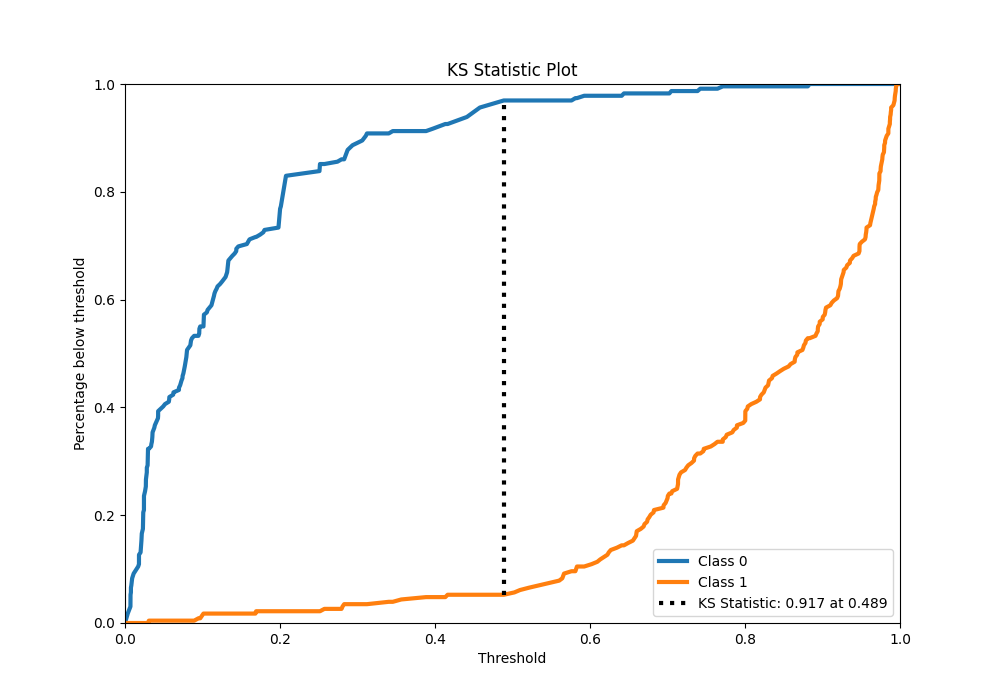 KS Statistic Plot
1.0
0.8
0.6
0.4
0.2
0.0
Percentage below threshold
0.0 0.2 0.4 0.6 0.8 1.0
Threshold
Class 0
Class 1
KS Statistic: 0.917 at 0.489